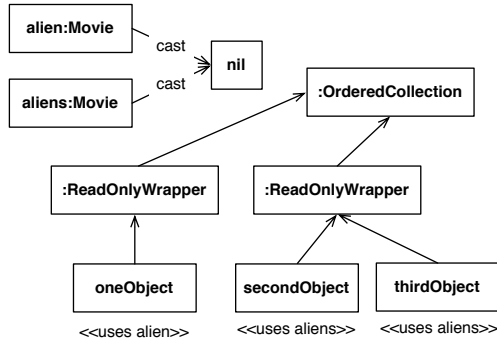 alien:Movie
cast
nil
aliens:Movie
cast
:OrderedCollection
:ReadOnlyWrapper
:ReadOnlyWrapper
oneObject
secondObject
thirdObject
<<uses alien>>
<<uses aliens>>
<<uses aliens>>